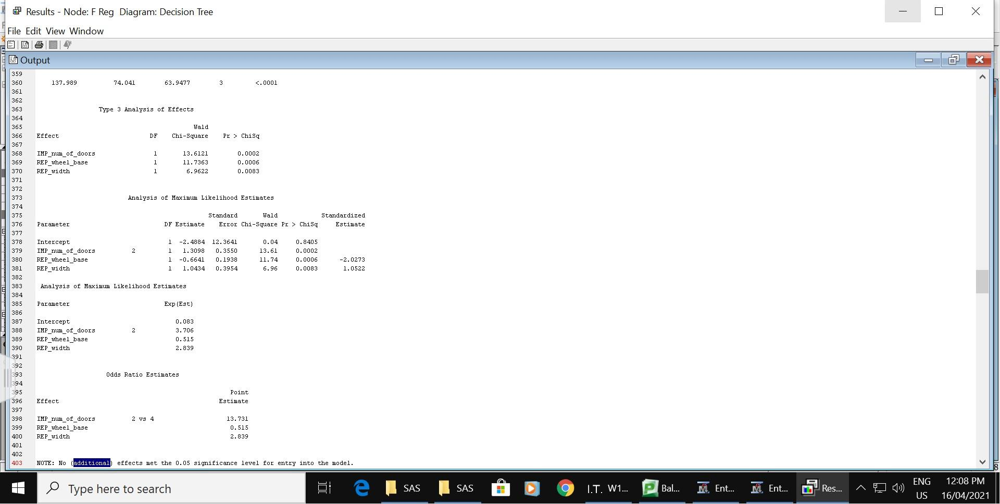 Results - Node: F Reg  Diagram: Decision Tree
File Edit View Window
Output
359
360 137.989 74.041 63.9477 3 <.0001
361
362
363 Type 3 Analysis of Effects
364
365 Wald
366 Effect DF Chi-Square Pr > ChiSq
367
368 IMP_num_of_doors 1 13.6121 0.0002
369 REP_wheel_base 1 11.7363 0.0006
370 REP_width 1 6.9622 0.0083
371
372
373 Analysis of Maximum Likelihood Estimates
374
375 Standard Wald Standardized
376 Parameter DF Estimate Error Chi-Square Pr > ChiSq Estimate
377
378 Intercept 1 -2.4884 12.3641 0.04 0.8405
379 IMP_num_of_doors 2 1 1.3098 0.3550 13.61 0.0002
380 REP_wheel_base 1 -0.6641 0.1938 11.74 0.0006 -2.0273
381 REP_width 1 1.0434 0.3954 6.96 0.0083 1.0522
382
383 Analysis of Maximum Likelihood Estimates
384
385 Parameter Exp(Est)
386
387 Intercept 0.083
388 IMP_num_of_doors 2 3.706
389 REP_wheel_base 0.515
390 REP_width 2.839
391
392
393 Odds Ratio Estimates
394
395 Point
396 Effect Estimate
397
398 IMP_num_of_doors 2 vs 4 13.731
399 REP_wheel_base 0.515
400 REP_width 2.839
401
402
403 NOTE: No (additional) effects met the 0.05 significance level for entry into the model.
Type here to search
SAS
SAS
I.T. W1...
Bal...
Ent...
Ent...
Res...
ENG
US
12:08 PM
16/04/2021